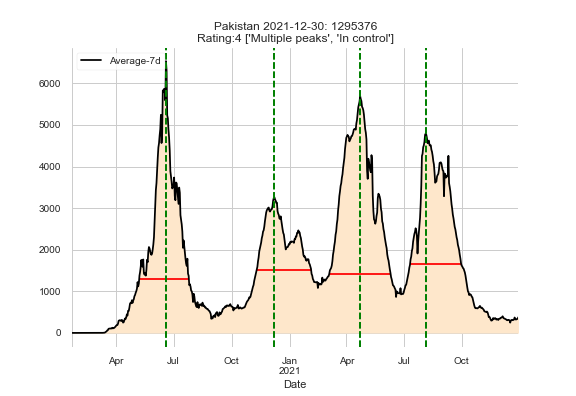 Pakistan 2021-12-30: 1295376
Rating:4 ['Multiple peaks', 'In control']
Average-7d
6000
5000
4000
3000
2000
1000
0
Apr Jul Oct Jan Apr Jul Oct
2021
Date